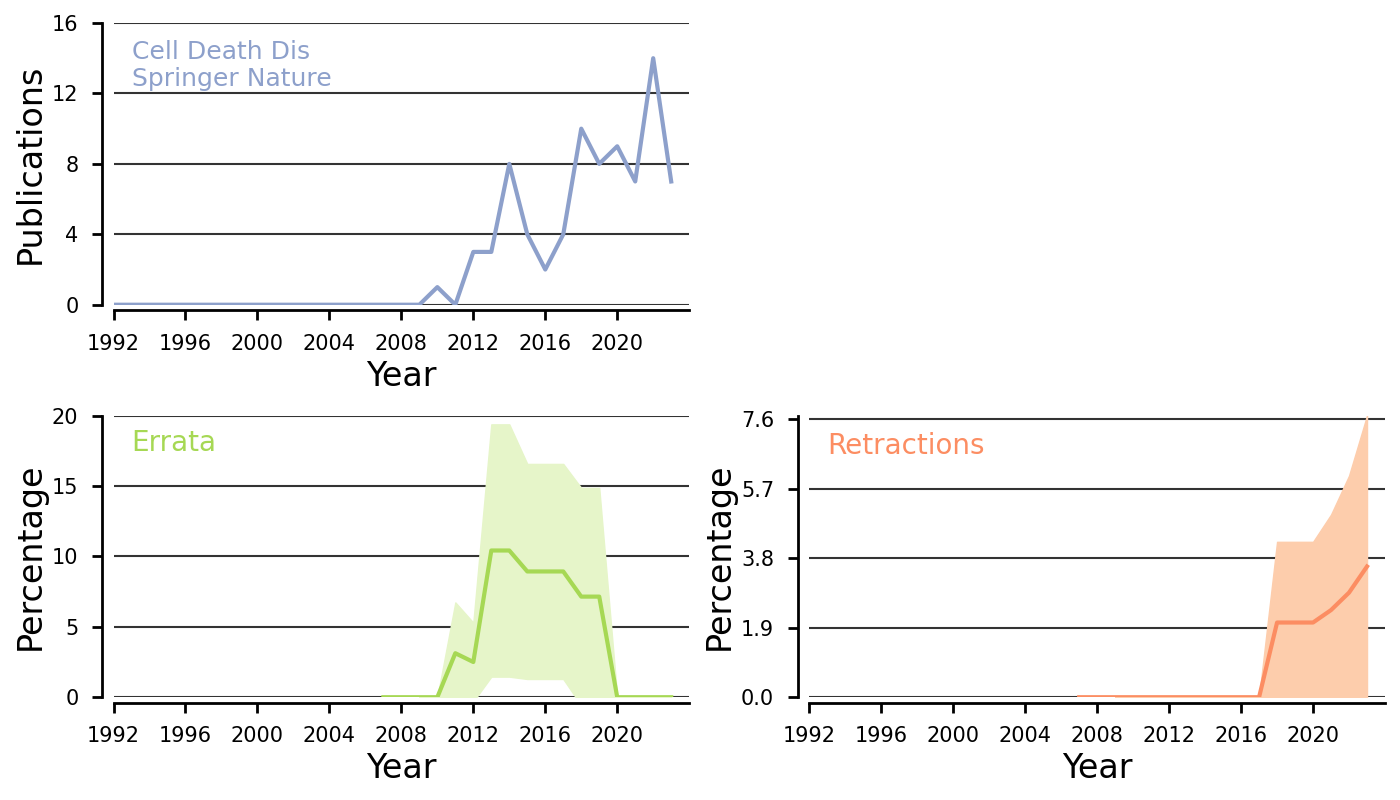 16
12
8
4
0
Publications
Cell Death Dis
Springer Nature
1992 1996 2000 2004 2008 2012 2016 2020
Year
20
15
10
5
0
Percentage
Errata
1992 1996 2000 2004 2008 2012 2016 2020
Year
7.6
5.7
3.8
1.9
0.0
Percentage
Retractions
1992 1996 2000 2004 2008 2012 2016 2020
Year